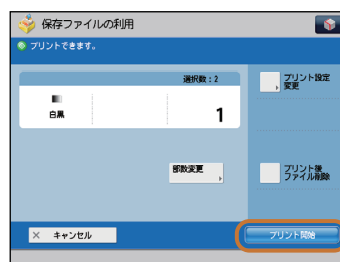 保存ファイルの利用
プリントできます。
選択数：2
白黒
1
部数変更
プリント設定
変更
プリント後
ファイル削除
× キャンセル
プリント開始